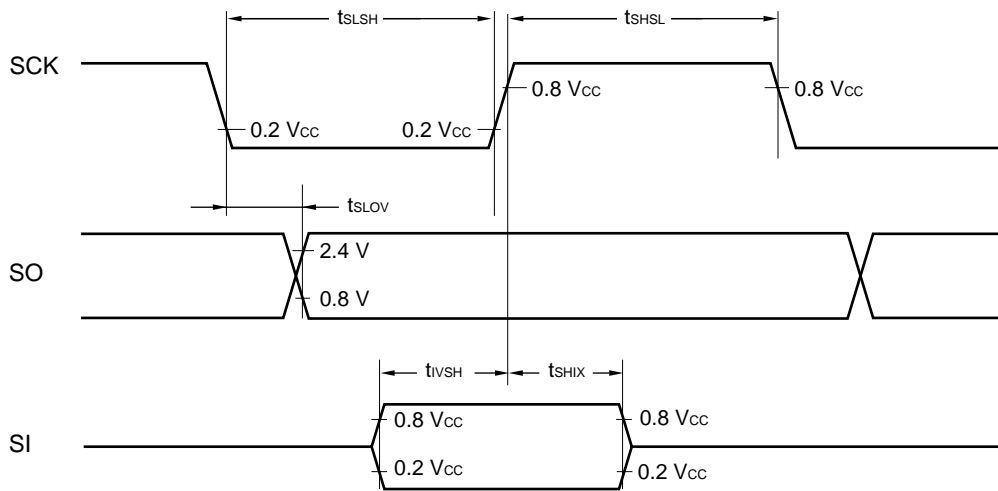 tSLSH
tSHSL
SCK
0.8 VCC
0.8 VCC
0.2 VCC
0.2 VCC
tSLOV
SO
2.4 V
0.8 V
tIVSH
tSHIX
0.8 VCC
0.8 VCC
SI
0.2 VCC
0.2 VCC